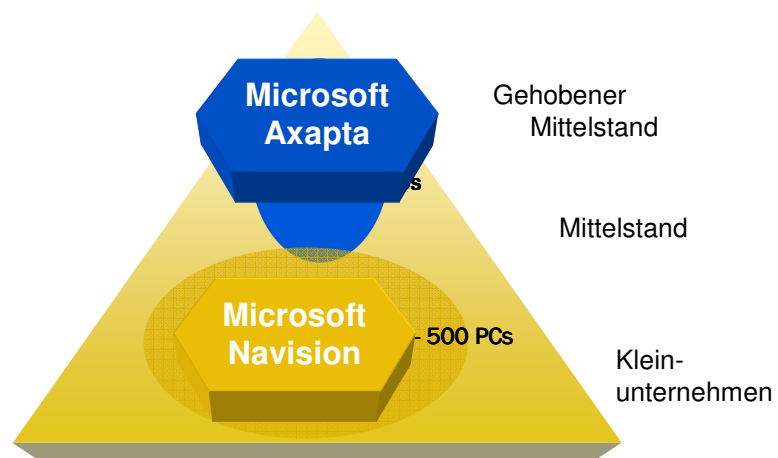 Microsoft
Axapta
Gehobener
Mittelstand
Mittelstand
Microsoft
Navision
- 500 PCs
Klein-
unternehmen